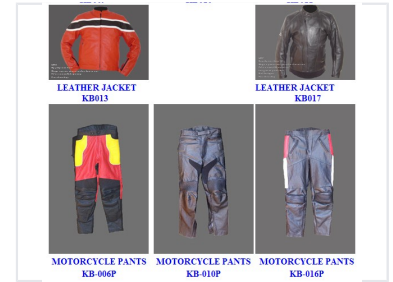 LEATHER JACKET LEATHER JACKET
KB013 KB017
MOTORCYCLE PANTS MOTORCYCLE PANTS MOTORCYCLE PANTS
KB-006P KB-010P KB-016P